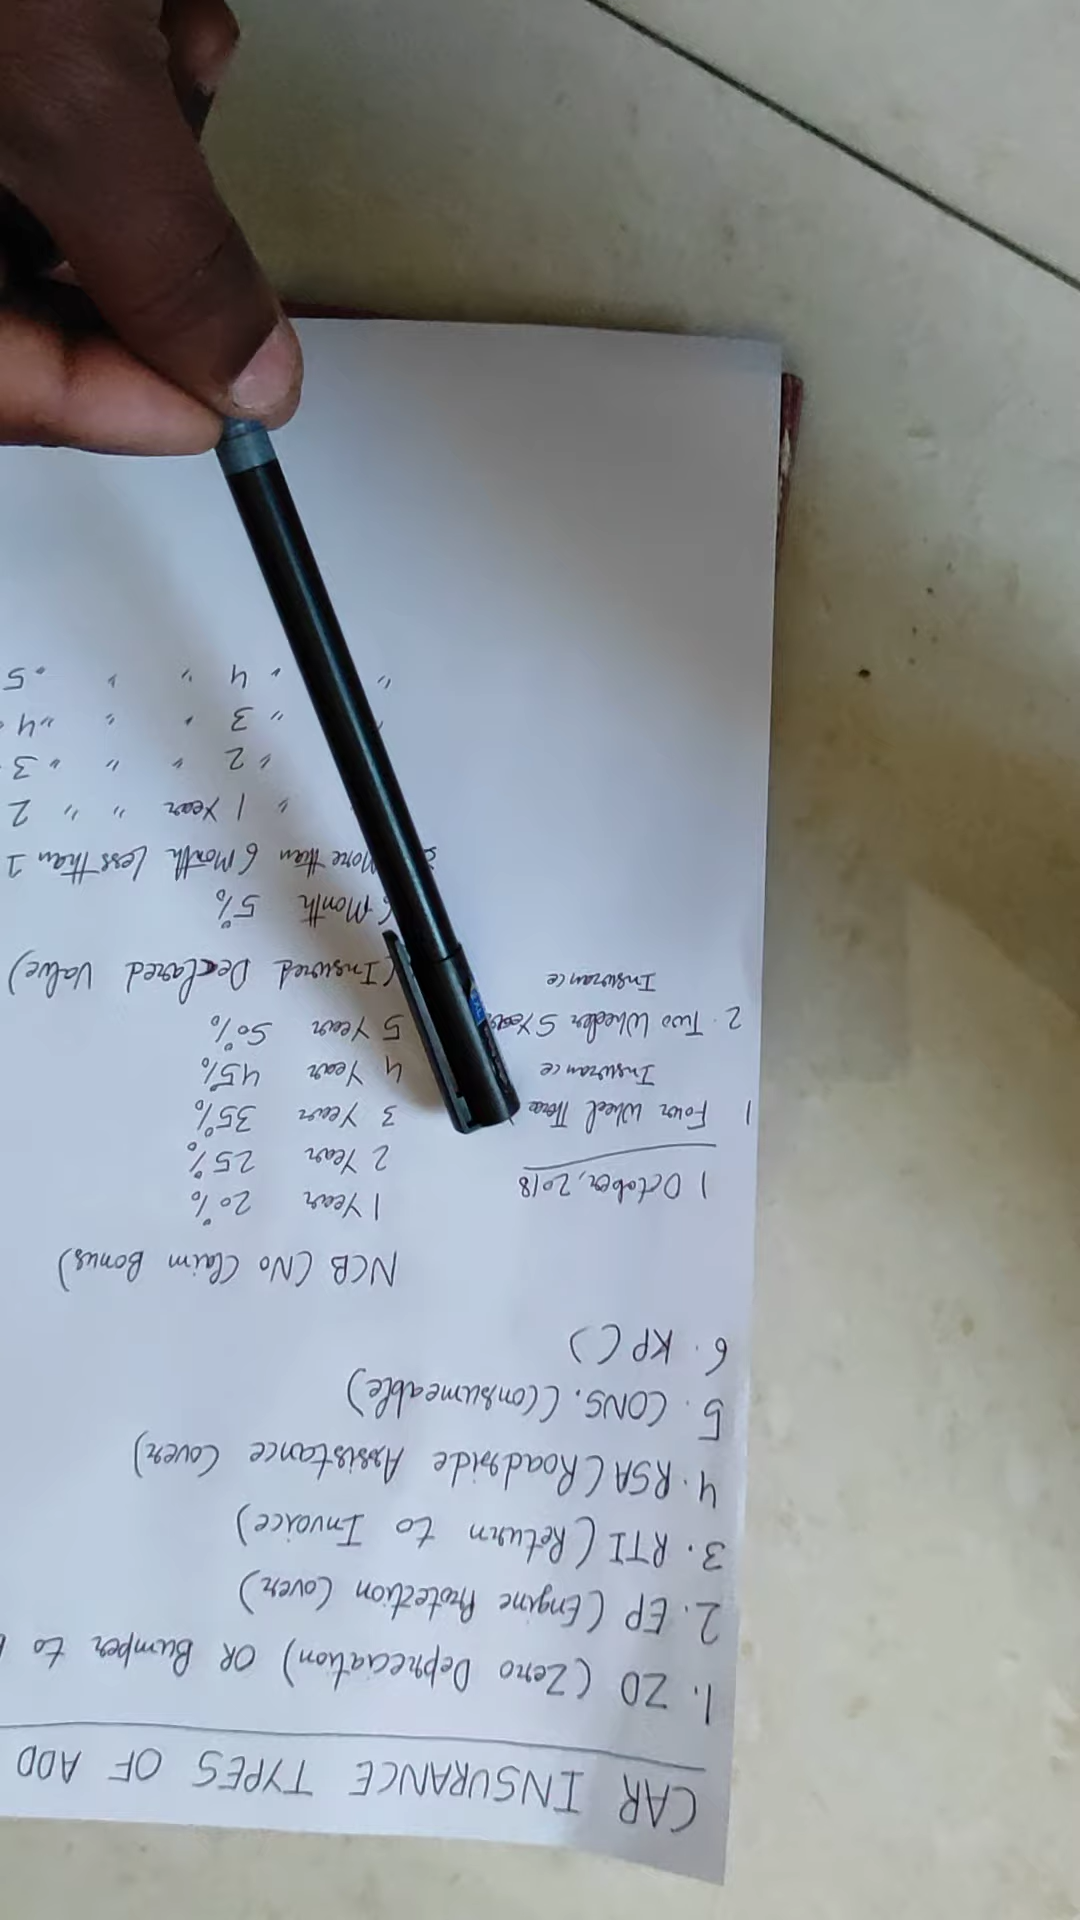 CAR INSURANCE TYPES OF ADD
1. ZD (Zero Depreciation) OR Bumper to
2. EP (Engine Protection Cover)
3. RTI (Return to Invoice)
4. RSA (Roadside Assistance Cover)
5. CONS. (Consumeable)
6. KP ( )
NCB (No Claim Bonus)
1 Year 20%
2 Year 25%
3 Year 35%
4 Year 45%
5 Year 50%
(Insured Declared Value)
6 Month 5%
More than 6 Month Less than 1
" 1 Year " " 2
" 2 " " " 3
" 3 " " " 4
" " 4 " " " 5
1 October, 2018
1 Four Wheel Three
Insurance
2. Two Wheeler 5 Year
Insurance